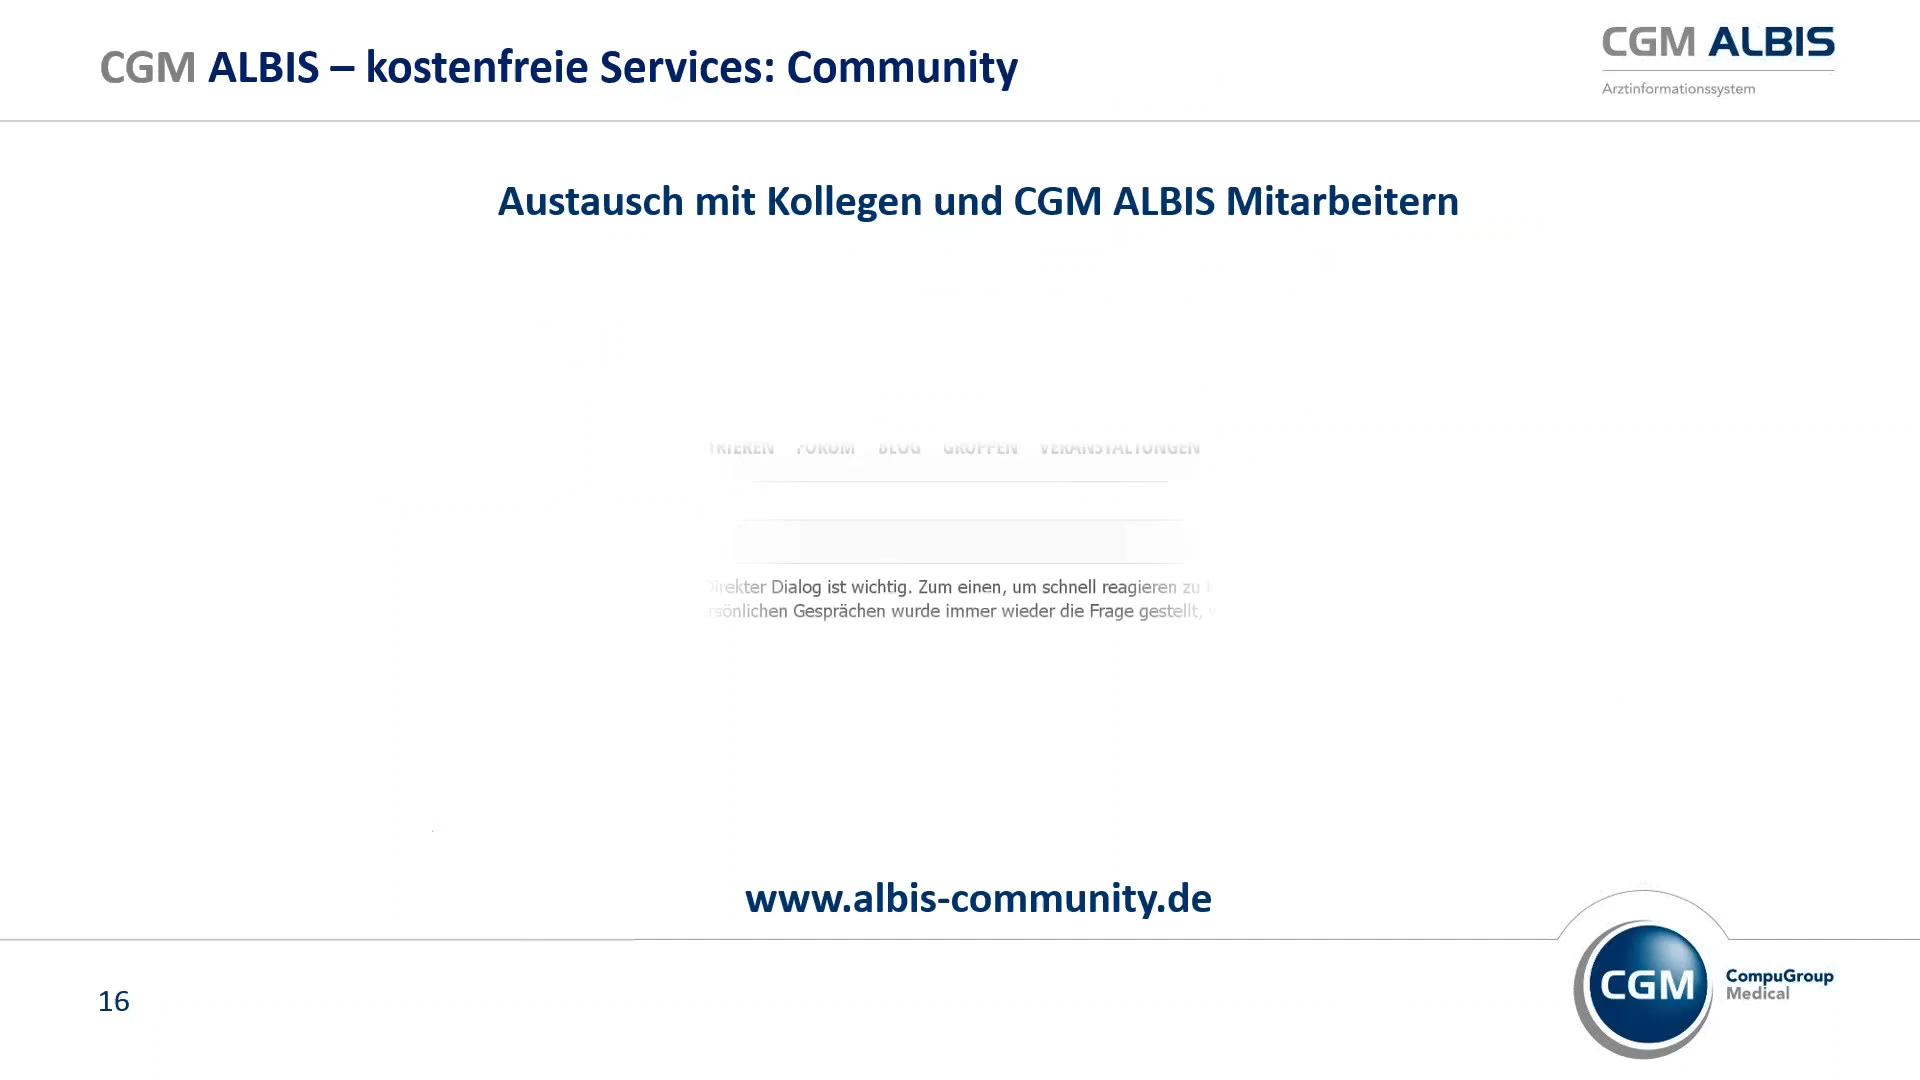 CGM ALBIS – kostenfreie Services: Community
CGM ALBIS
Arztinformationssystem
Austausch mit Kollegen und CGM ALBIS Mitarbeitern
TRIEREN FORUM BLOG GRUPPEN VERANSTALTUNGEN
Direkter Dialog ist wichtig. Zum einen, um schnell reagieren zu
rsönlichen Gesprächen wurde immer wieder die Frage gestellt,
www.albis-community.de
16
CGM
CompuGroup
Medical